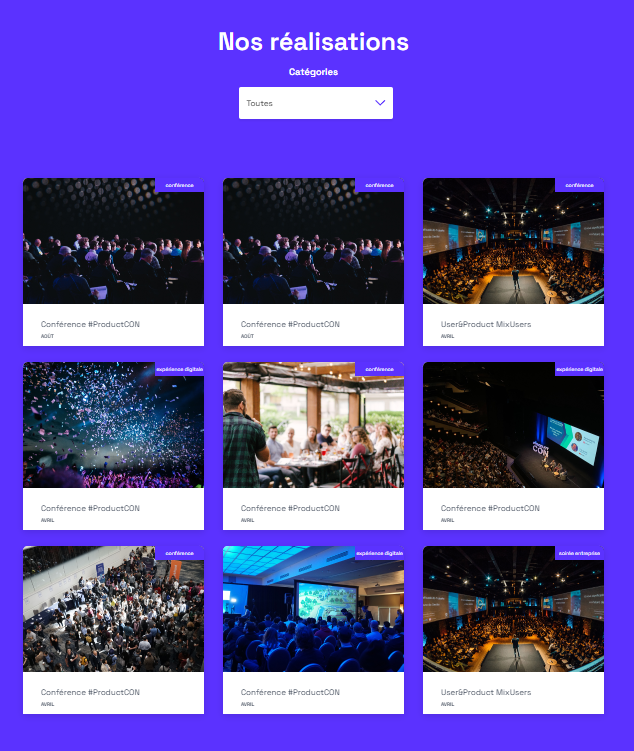 Nos réalisations
Catégories
Toutes
conférence
conférence
conférence
Conférence #ProductCON
AOÛT
Conférence #ProductCON
AOÛT
User&Product MixUsers
AVRIL
expérience digitale
conférence
expérience digitale
Conférence #ProductCON
AVRIL
Conférence #ProductCON
AVRIL
Conférence #ProductCON
AVRIL
conférence
expérience digitale
soirée entreprise
Conférence #ProductCON
AVRIL
Conférence #ProductCON
AVRIL
User&Product MixUsers
AVRIL